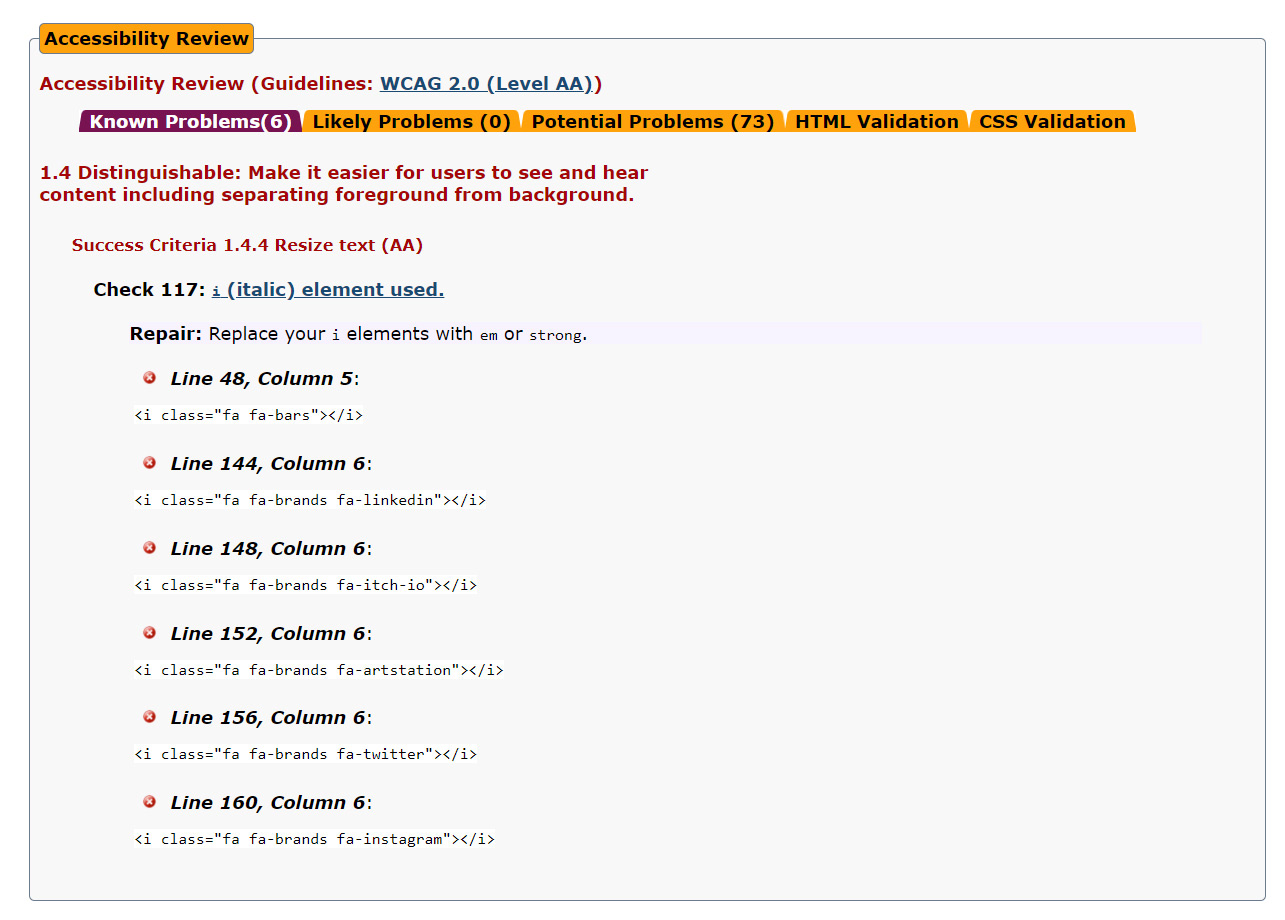 Accessibility Review
Accessibility Review (Guidelines: WCAG 2.0 (Level AA))
Known Problems(6) Likely Problems (0) Potential Problems (73) HTML Validation CSS Validation
1.4 Distinguishable: Make it easier for users to see and hear
content including separating foreground from background.
Success Criteria 1.4.4 Resize text (AA)
Check 117: i (italic) element used.
Repair: Replace your i elements with em or strong.
Line 48, Column 5:
<i class="fa fa-bars"></i>
Line 144, Column 6:
<i class="fa fa-brands fa-linkedin"></i>
Line 148, Column 6:
<i class="fa fa-brands fa-itch-io"></i>
Line 152, Column 6:
<i class="fa fa-brands fa-artstation"></i>
Line 156, Column 6:
<i class="fa fa-brands fa-twitter"></i>
Line 160, Column 6:
<i class="fa fa-brands fa-instagram"></i>